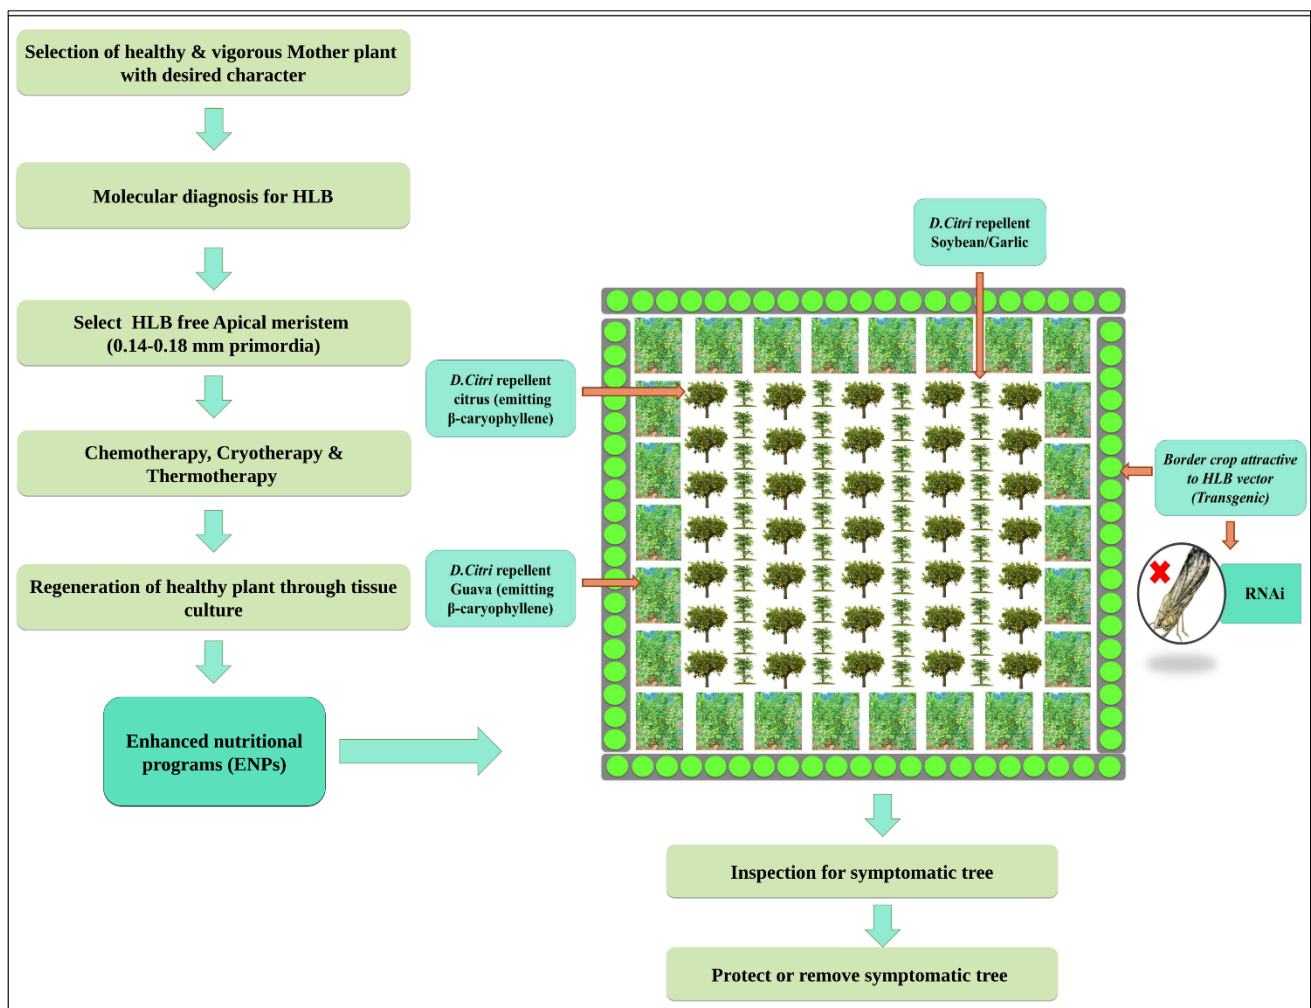 Selection of healthy & vigorous Mother plant
with desired character
Molecular diagnosis for HLB
Select HLB free Apical meristem
(0.14-0.18 mm primordia)
Chemotherapy, Cryotherapy &
Thermotherapy
Regeneration of healthy plant through tissue
culture
Enhanced nutritional
programs (ENPs)
D.Citri repellent
Soybean/Garlic
D.Citri repellent
citrus (emitting
β-caryophyllene)
D.Citri repellent
Guava (emitting
β-caryophyllene)
Border crop attractive
to HLB vector
(Transgenic)
RNAi
Inspection for symptomatic tree
Protect or remove symptomatic tree